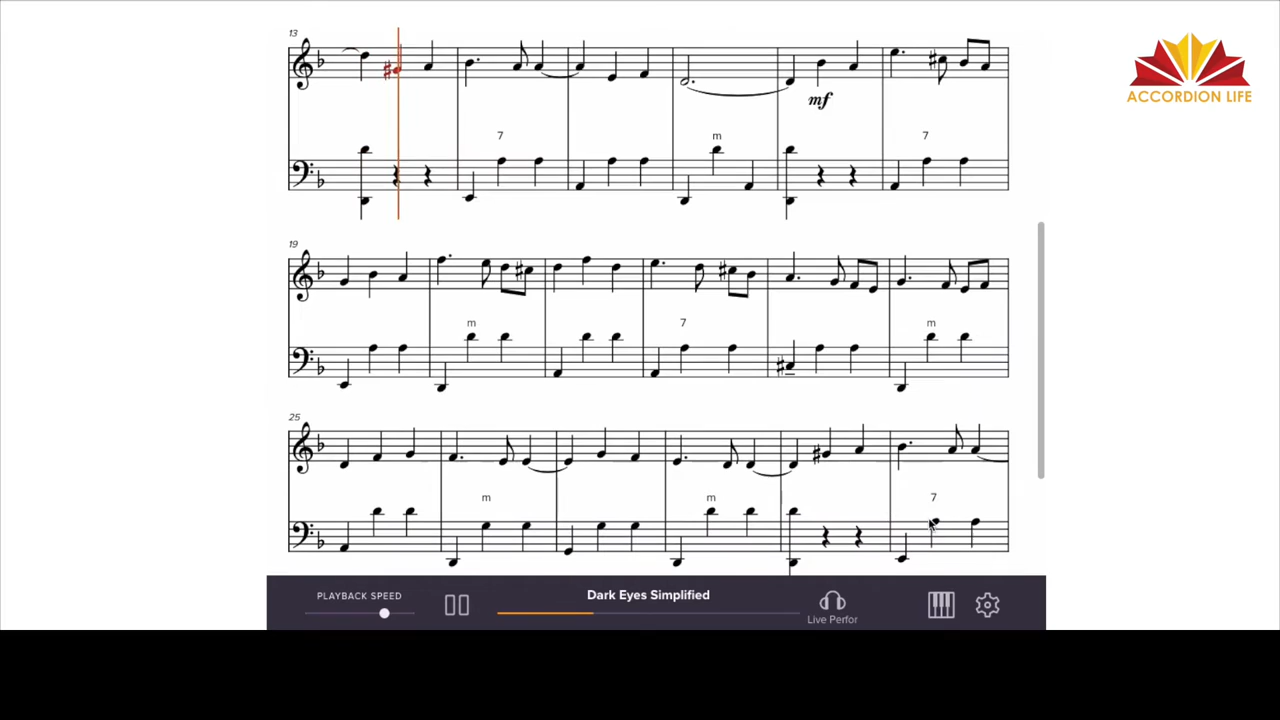 13
ACCORDION LIFE
mf
7 m 7
19
m 7 m
25
m m 7
PLAYBACK SPEED
Dark Eyes Simplified
Live Perfor